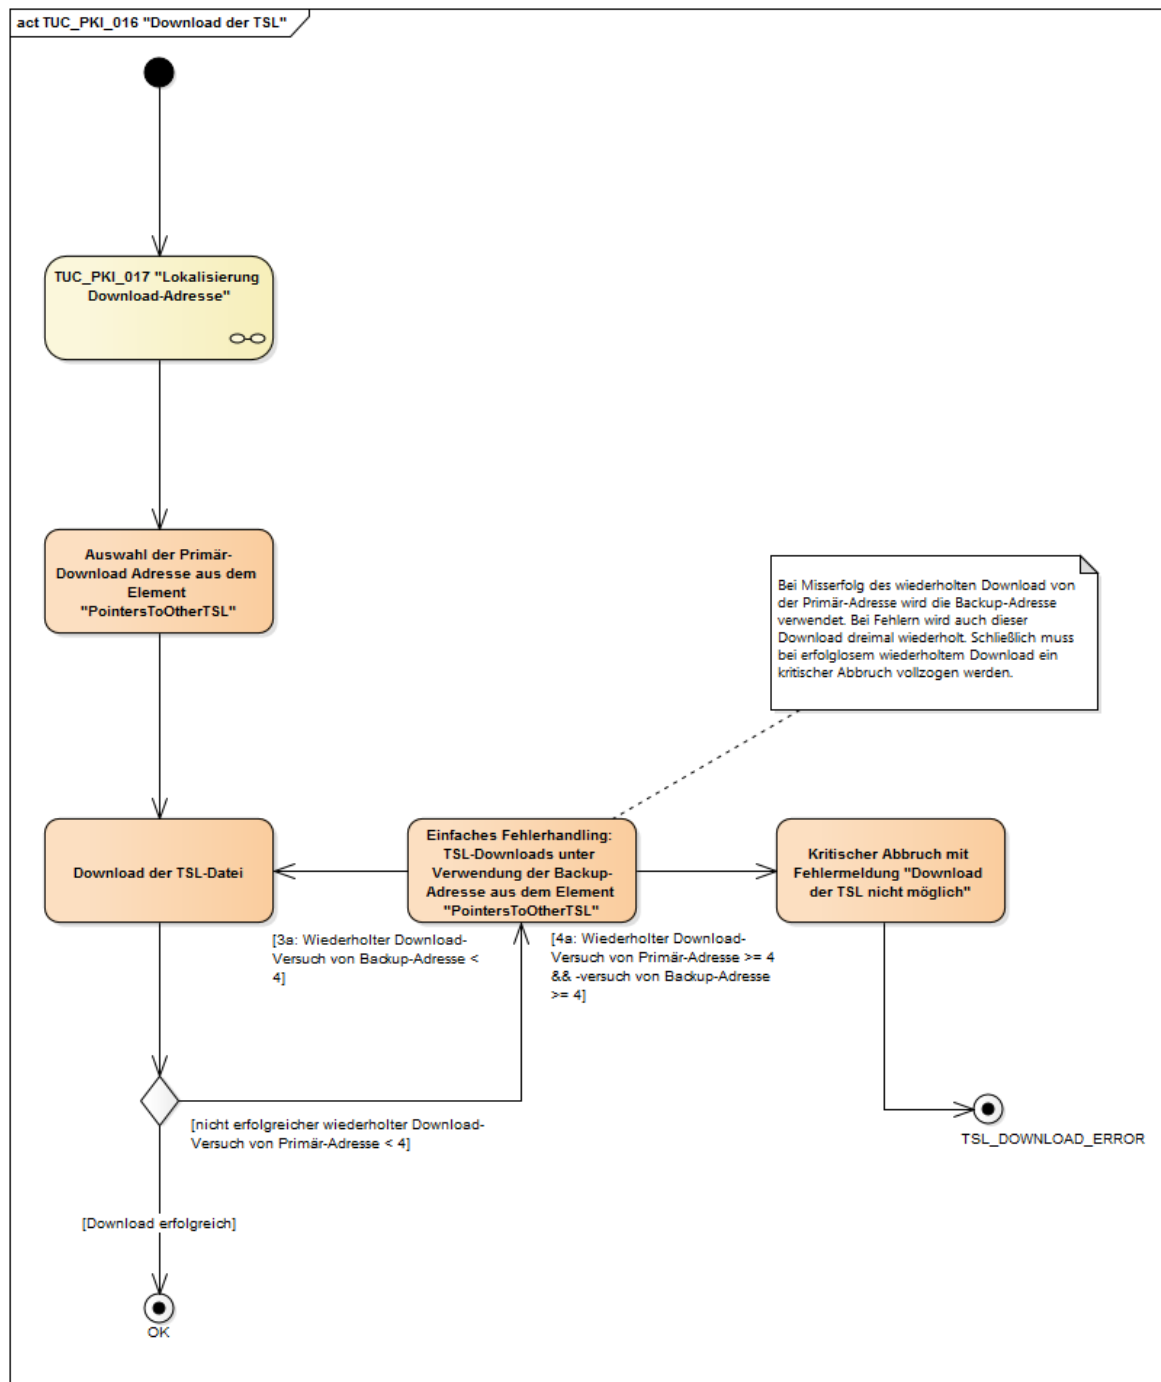 act TUC_PKI_016 "Download der TSL"
TUC_PKI_017 "Lokalisierung
Download-Adresse"
Auswahl der Primär-
Download Adresse aus dem
Element
"PointersToOtherTSL"
Bei Misserfolg des wiederholten Download von
der Primär-Adresse wird die Backup-Adresse
verwendet. Bei Fehlern wird auch dieser
Download dreimal wiederholt. Schließlich muss
bei erfolglosem wiederholtem Download ein
kritischer Abbruch vollzogen werden.
Download der TSL-Datei
Einfaches Fehlerhandling:
TSL-Downloads unter
Verwendung der Backup-
Adresse aus dem Element
"PointersToOtherTSL"
Kritischer Abbruch mit
Fehlermeldung "Download
der TSL nicht möglich"
[3a: Wiederholter Download-
Versuch von Backup-Adresse <
4]
[4a: Wiederholter Download-
Versuch von Primär-Adresse >= 4
&& -versuch von Backup-Adresse
>= 4]
[nicht erfolgreicher wiederholter Download-
Versuch von Primär-Adresse < 4]
TSL_DOWNLOAD_ERROR
[Download erfolgreich]
OK